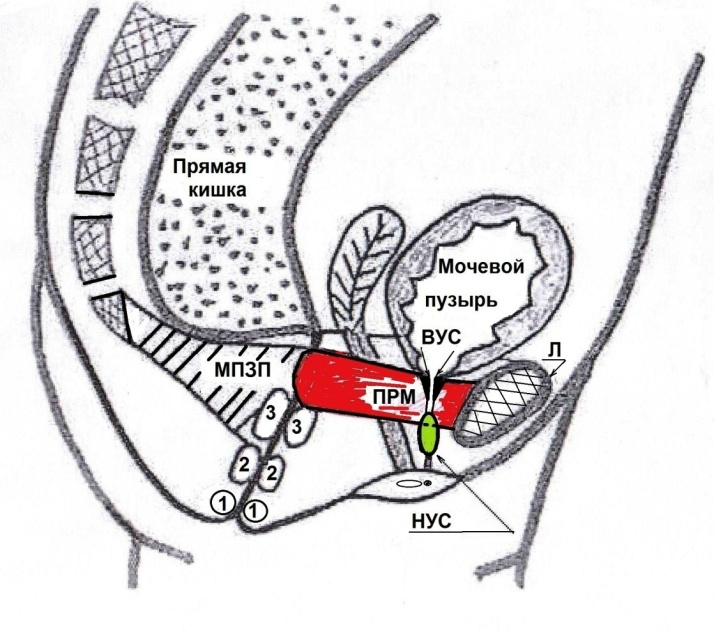 Прямая
кишка
Мочевой
пузырь
ВУС
Л
МПЗП
ПРМ
3
3
2
2
1
1
НУС